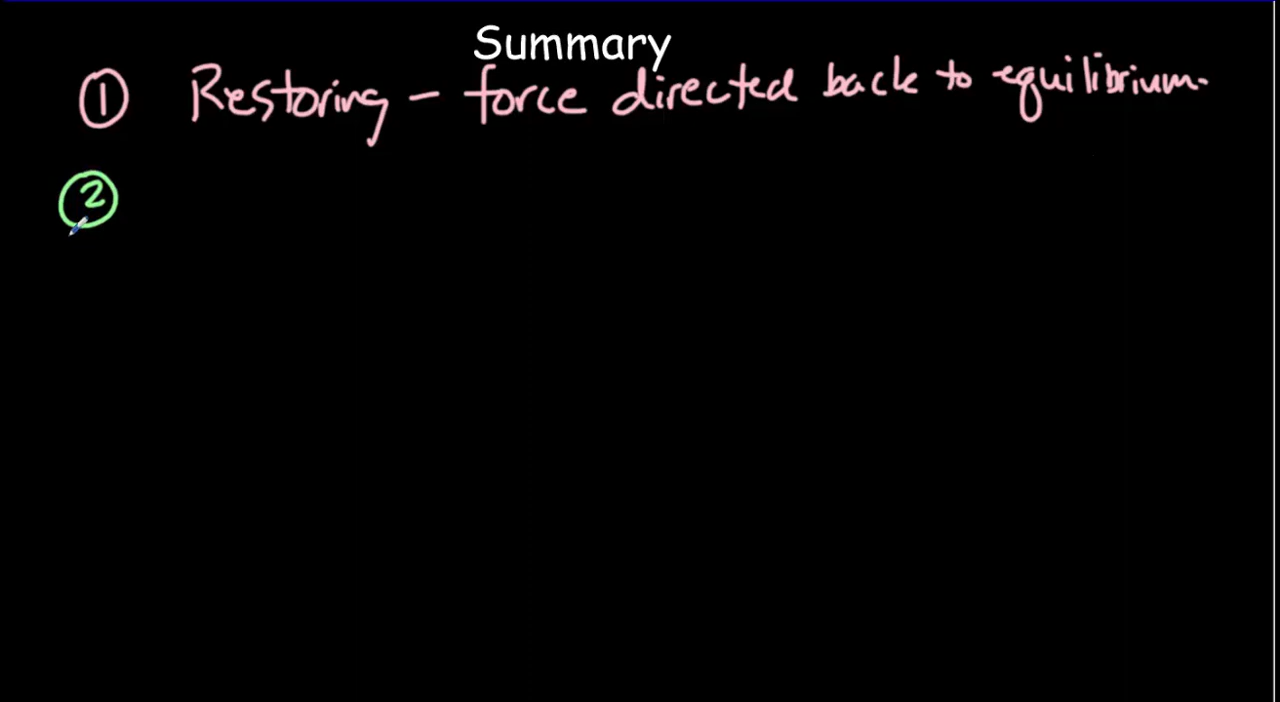 Summary
① Restoring - force directed back to equilibrium.
②